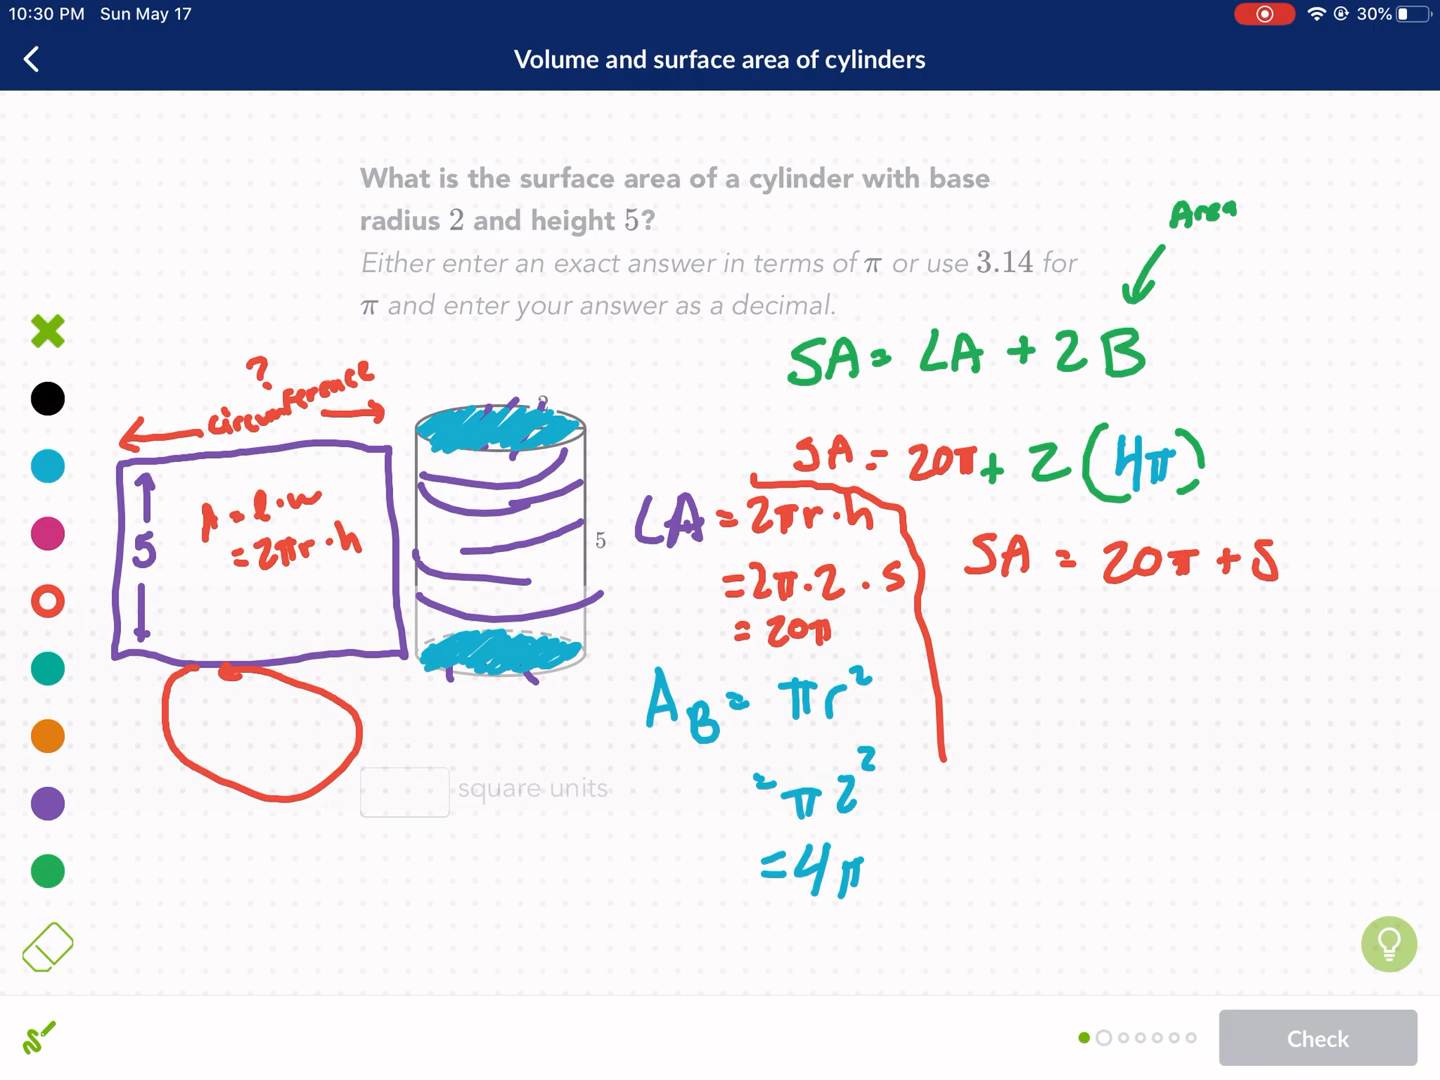 10:30 PM Sun May 17
30%
Volume and surface area of cylinders
What is the surface area of a cylinder with base
radius 2 and height 5?
Either enter an exact answer in terms of π or use 3.14 for
π and enter your answer as a decimal.
Area
SA = LA + 2B
?
circumference
2
SA = 20π + 2(4π)
A = l·w
= 2πr·h
5
5
LA = 2πr·h
= 2π·2·5
= 20π
SA = 20π + 8
A_B = πr²
= π2²
= 4π
square units
Check